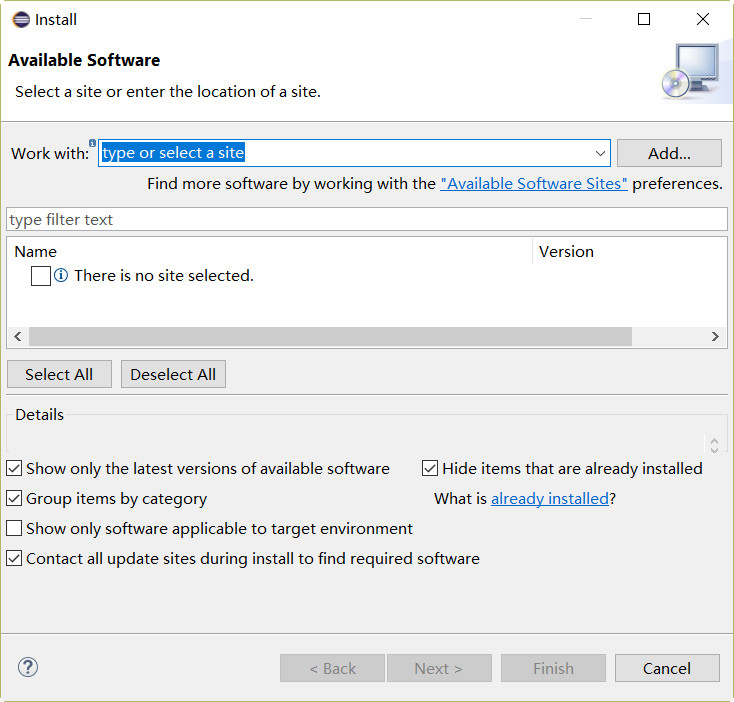 Install
Available Software
Select a site or enter the location of a site.
Work with: type or select a site Add...
Find more software by working with the "Available Software Sites" preferences.
type filter text
Name Version
There is no site selected.
Select All Deselect All
Details
Show only the latest versions of available software Hide items that are already installed
Group items by category What is already installed?
Show only software applicable to target environment
Contact all update sites during install to find required software
? < Back Next > Finish Cancel